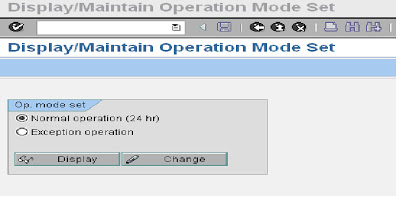 Display/Maintain Operation Mode Set
Display/Maintain Operation Mode Set
Op. mode set
Normal operation (24 hr)
Exception operation
Display
Change